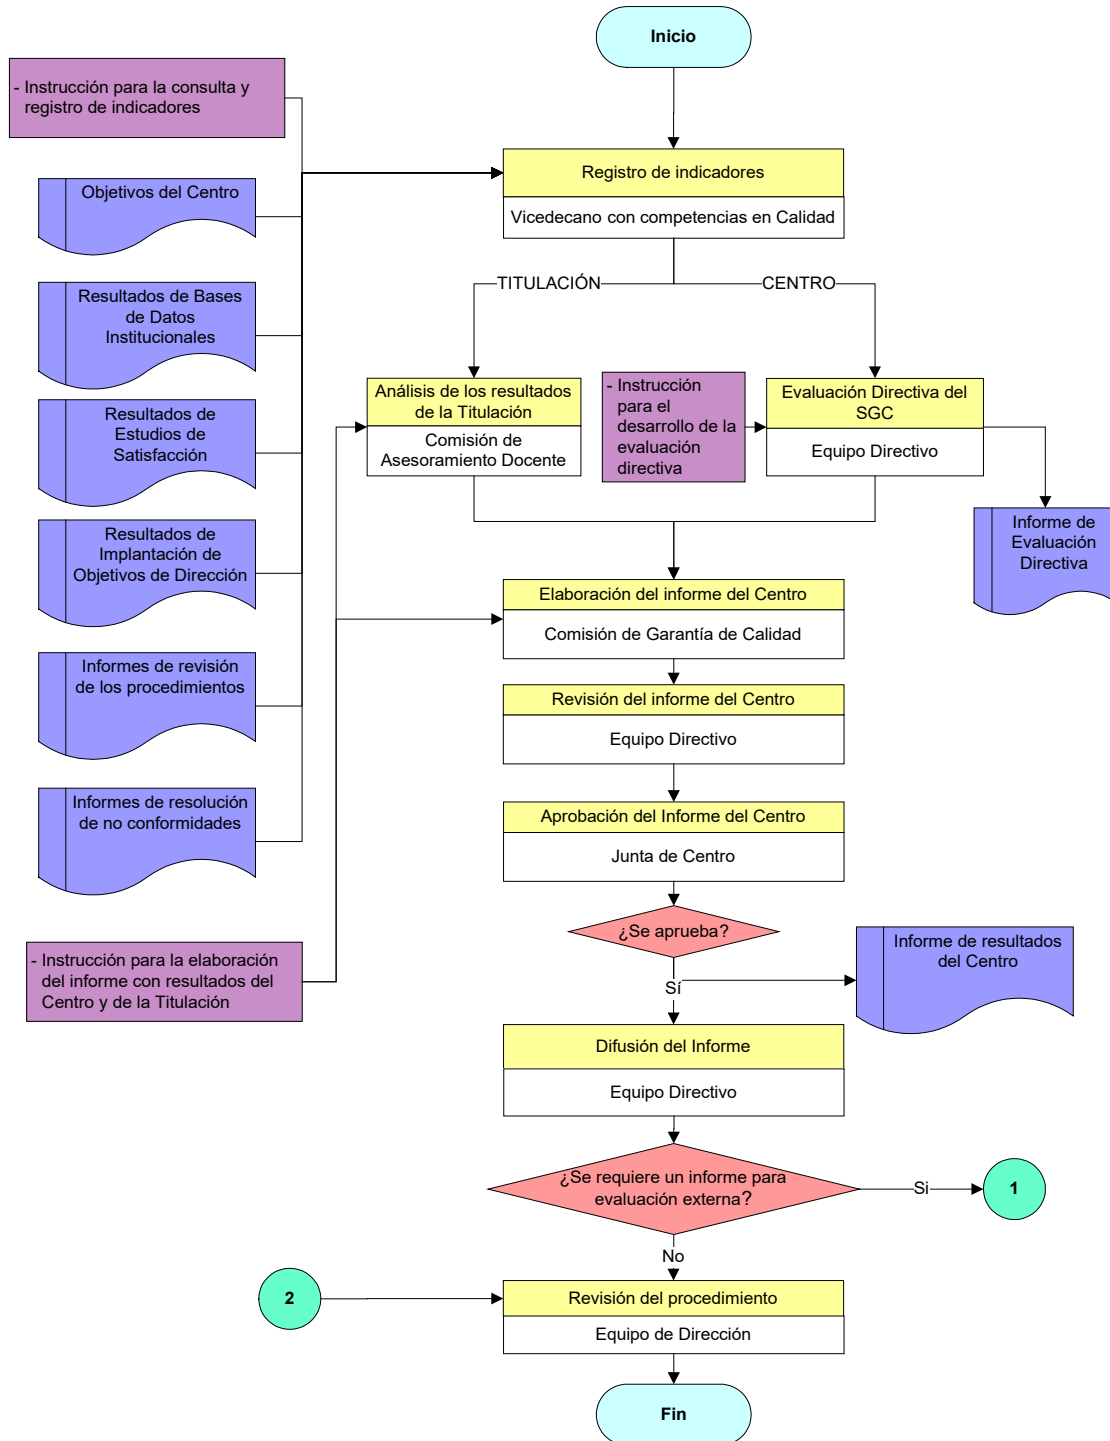 Inicio
- Instrucción para la consulta y
registro de indicadores
Registro de indicadores
Vicedecano con competencias en Calidad
Objetivos del Centro
TITULACIÓN
CENTRO
Resultados de Bases
de Datos
Institucionales
Análisis de los resultados
de la Titulación
Comisión de
Asesoramiento Docente
- Instrucción
para el
desarrollo de la
evaluación
directiva
Evaluación Directiva del
SGC
Equipo Directivo
Resultados de
Estudios de
Satisfacción
Informe de
Evaluación
Directiva
Resultados de
Implantación de
Objetivos de Dirección
Elaboración del informe del Centro
Comisión de Garantía de Calidad
Informes de revisión
de los procedimientos
Revisión del informe del Centro
Equipo Directivo
Informes de resolución
de no conformidades
Aprobación del Informe del Centro
Junta de Centro
¿Se aprueba?
- Instrucción para la elaboración
del informe con resultados del
Centro y de la Titulación
Informe de resultados
del Centro
Sí
Difusión del Informe
Equipo Directivo
¿Se requiere un informe para
evaluación externa?
Si
1
No
2
Revisión del procedimiento
Equipo de Dirección
Fin